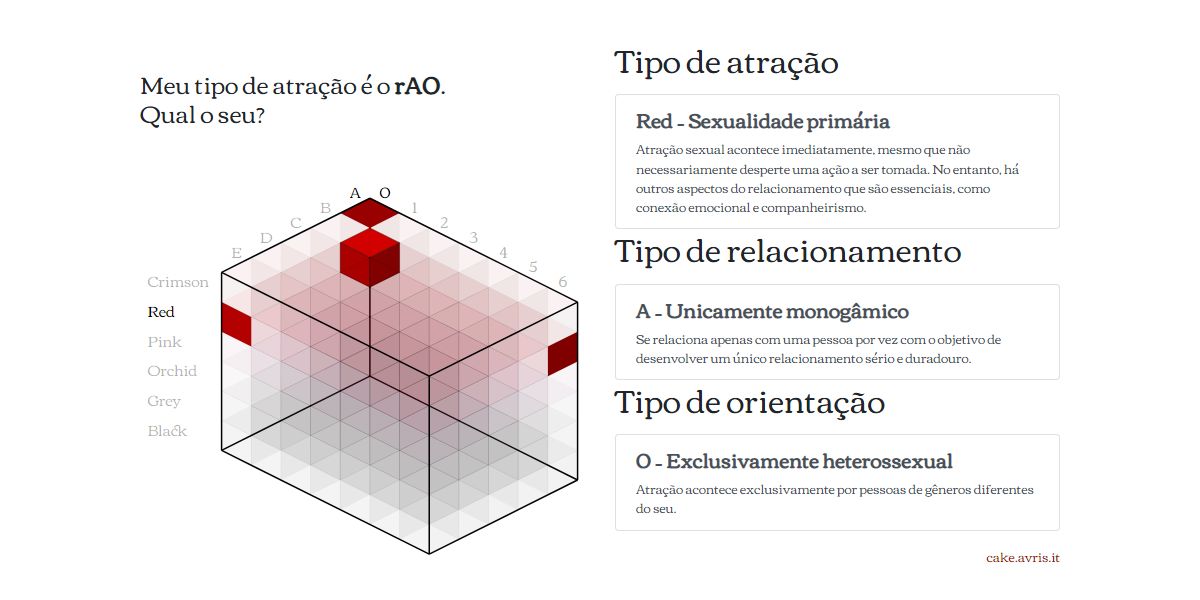 Meu tipo de atração é o rAO.
Qual o seu?
A O
B 1
C 2
D 3
E 4
5
6
Crimson
Red
Pink
Orchid
Grey
Black
Tipo de atração
Red - Sexualidade primária
Atração sexual acontece imediatamente, mesmo que não
necessariamente desperte uma ação a ser tomada. No entanto, há
outros aspectos do relacionamento que são essenciais, como
conexão emocional e companheirismo.
Tipo de relacionamento
A - Unicamente monogâmico
Se relaciona apenas com uma pessoa por vez com o objetivo de
desenvolver um único relacionamento sério e duradouro.
Tipo de orientação
O - Exclusivamente heterossexual
Atração acontece exclusivamente por pessoas de gêneros diferentes
do seu.
cake.avris.it